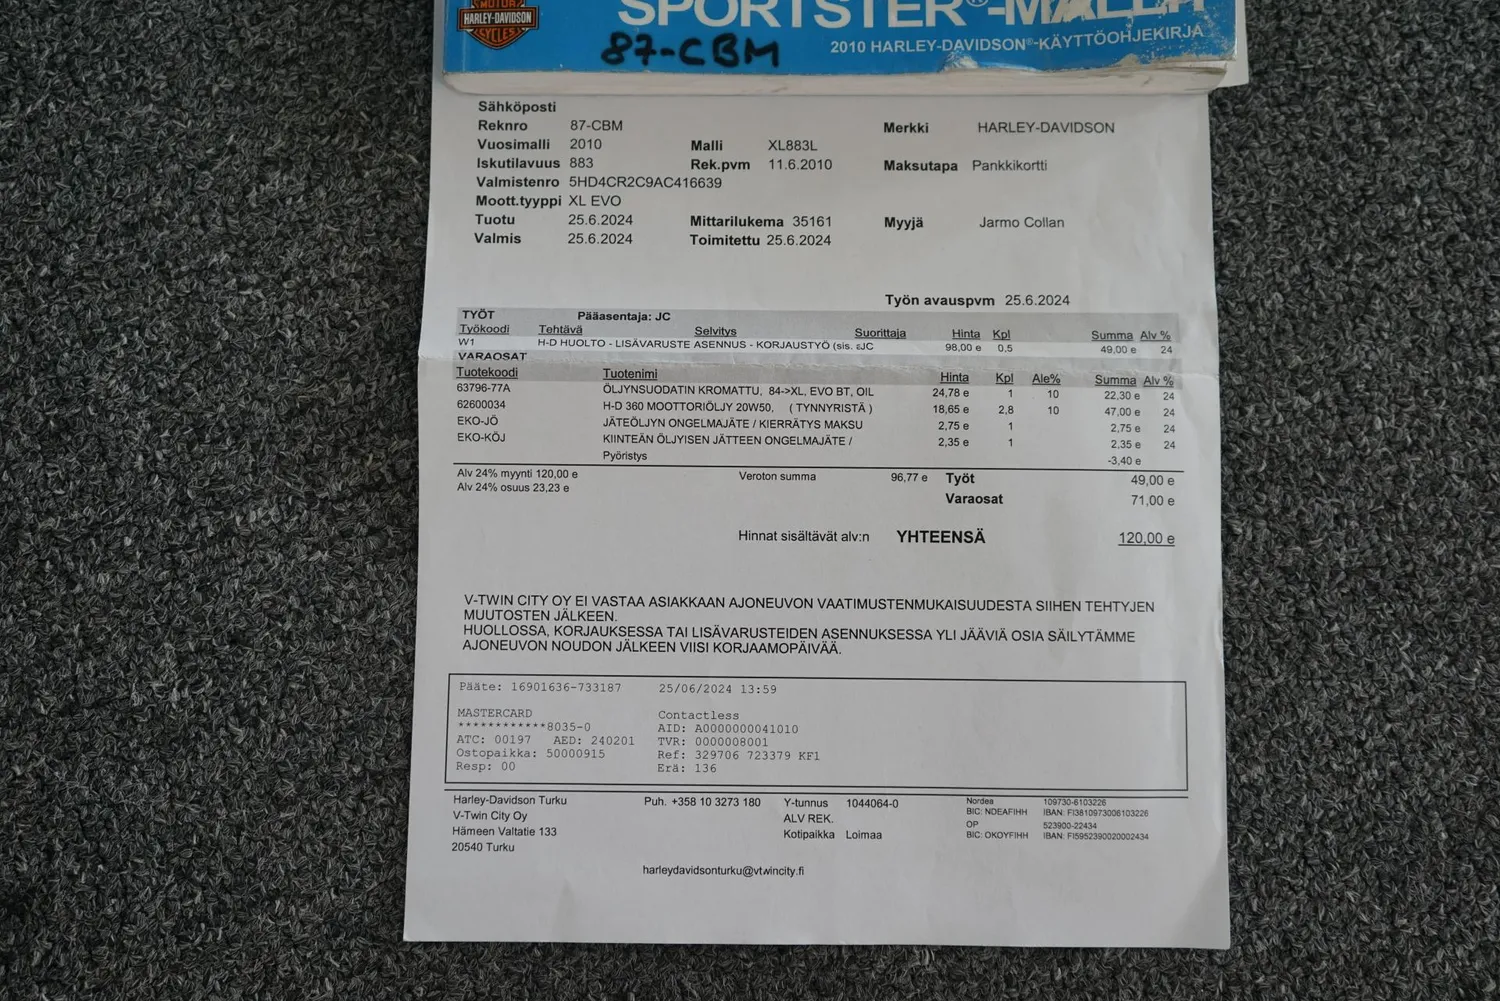 MOTOR
HARLEY-DAVIDSON
CYCLES
SPORTSTER®-MALLIT
87-CBM
2010 HARLEY-DAVIDSON®-KÄYTTÖOHJEKIRJA
Sähköposti
Reknro 87-CBM Merkki HARLEY-DAVIDSON
Vuosimalli 2010 Malli XL883L
Iskutilavuus 883 Rek.pvm 11.6.2010 Maksutapa Pankkikortti
Valmistenro 5HD4CR2C9AC416639
Moott.tyyppi XL EVO
Tuotu 25.6.2024 Mittarilukema 35161 Myyjä Jarmo Collan
Valmis 25.6.2024 Toimitettu 25.6.2024
Työn avauspvm 25.6.2024
TYÖT Pääasentaja: JC
Työkoodi Tehtävä Selvitys Suorittaja Hinta Kpl Summa Alv %
W1 H-D HUOLTO - LISÄVARUSTE ASENNUS - KORJAUSTYÖ (sis. εJC 98,00 e 0,5 49,00 e 24
VARAOSAT
Tuotekoodi Tuotenimi Hinta Kpl Ale% Summa Alv %
63796-77A ÖLJYNSUODATIN KROMATTU, 84->XL, EVO BT, OIL 24,78 e 1 10 22,30 e 24
62600034 H-D 360 MOOTTORIÖLJY 20W50, ( TYNNYRISTÄ ) 18,65 e 2,8 10 47,00 e 24
EKO-JÖ JÄTEÖLJYN ONGELMAJÄTE / KIERRÄTYS MAKSU 2,75 e 1 2,75 e 24
EKO-KÖJ KIINTEÄN ÖLJYISEN JÄTTEEN ONGELMAJÄTE / 2,35 e 1 2,35 e 24
Pyöristys -3,40 e
Alv 24% myynti 120,00 e Veroton summa 96,77 e Työt 49,00 e
Alv 24% osuus 23,23 e Varaosat 71,00 e
Hinnat sisältävät alv:n YHTEENSÄ 120,00 e
V-TWIN CITY OY EI VASTAA ASIAKKAAN AJONEUVON VAATIMUSTENMUKAISUUDESTA SIIHEN TEHTYJEN
MUUTOSTEN JÄLKEEN.
HUOLLOSSA, KORJAUKSESSA TAI LISÄVARUSTEIDEN ASENNUKSESSA YLI JÄÄVIÄ OSIA SÄILYTÄMME
AJONEUVON NOUDON JÄLKEEN VIISI KORJAAMOPÄIVÄÄ.
Pääte: 16901636-733187 25/06/2024 13:59
MASTERCARD Contactless
************8035-0 AID: A0000000041010
ATC: 00197 AED: 240201 TVR: 0000008001
Ostopaikka: 50000915 Ref: 329706 723379 KF1
Resp: 00 Erä: 136
Harley-Davidson Turku Puh. +358 10 3273 180 Y-tunnus 1044064-0 Nordea 109730-6103226
V-Twin City Oy ALV REK. BIC: NDEAFIHH IBAN: FI3810973006103226
Hämeen Valtatie 133 Kotipaikka Loimaa OP 523900-22434
20540 Turku BIC: OKOYFIHH IBAN: FI5952390020002434
harleydavidsonturku@vtwincity.fi